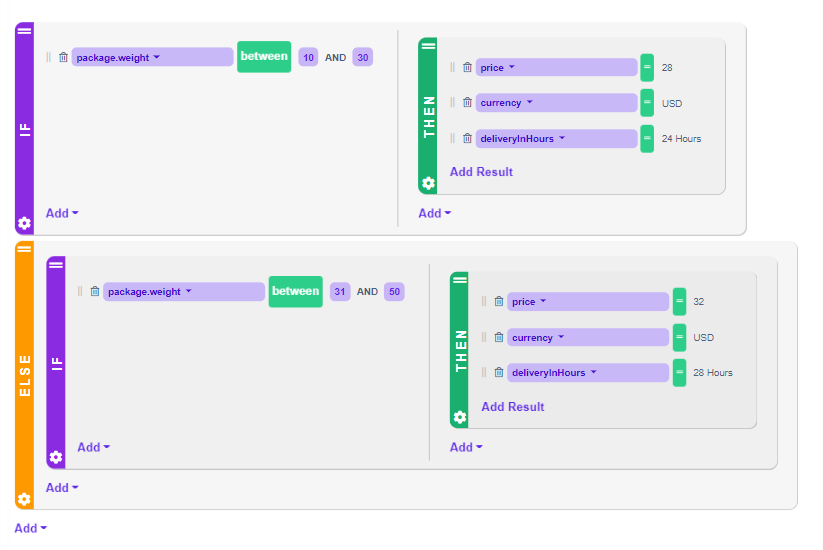 IF
package.weight between 10 AND 30
Add
THEN
price = 28
currency = USD
deliveryInHours = 24 Hours
Add Result
Add
ELSE
IF
package.weight between 31 AND 50
Add
THEN
price = 32
currency = USD
deliveryInHours = 28 Hours
Add Result
Add
Add
Add